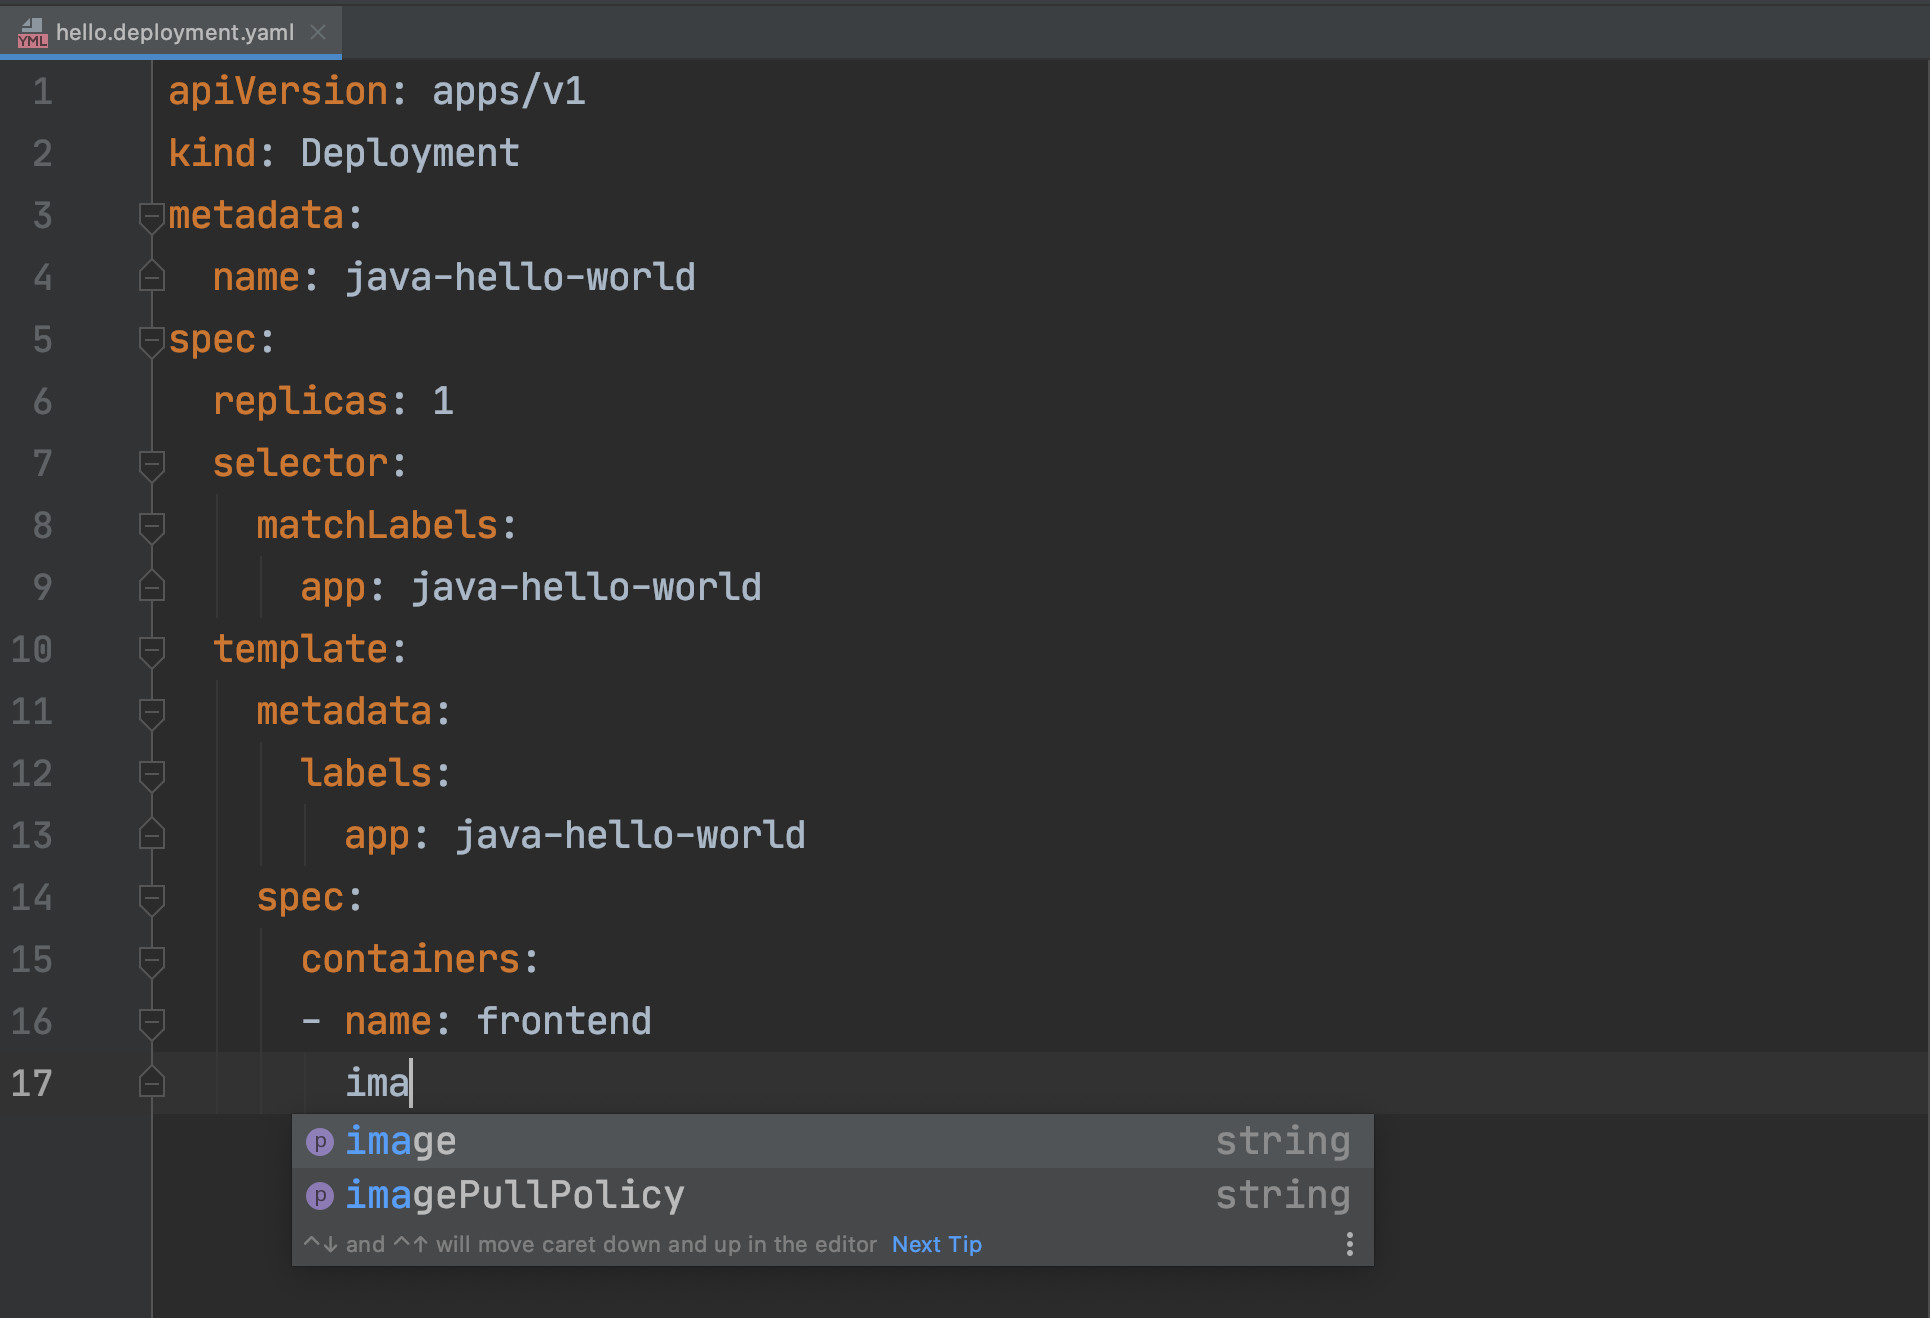 YML hello.deployment.yaml
1 apiVersion: apps/v1
2 kind: Deployment
3 metadata:
4   name: java-hello-world
5 spec:
6   replicas: 1
7   selector:
8     matchLabels:
9       app: java-hello-world
10   template:
11     metadata:
12       labels:
13         app: java-hello-world
14     spec:
15       containers:
16       - name: frontend
17         ima
p image string
p imagePullPolicy string
^↓ and ^↑ will move caret down and up in the editor Next Tip